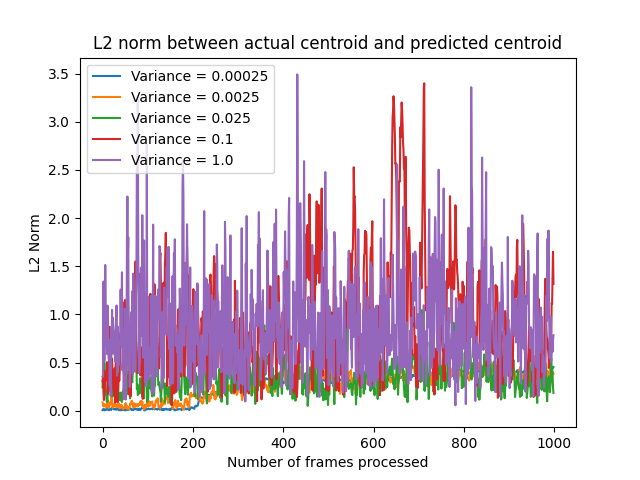 L2 norm between actual centroid and predicted centroid
3.5
3.0
2.5
2.0
1.5
1.0
0.5
0.0
L2 Norm
Variance = 0.00025
Variance = 0.0025
Variance = 0.025
Variance = 0.1
Variance = 1.0
0 200 400 600 800 1000
Number of frames processed